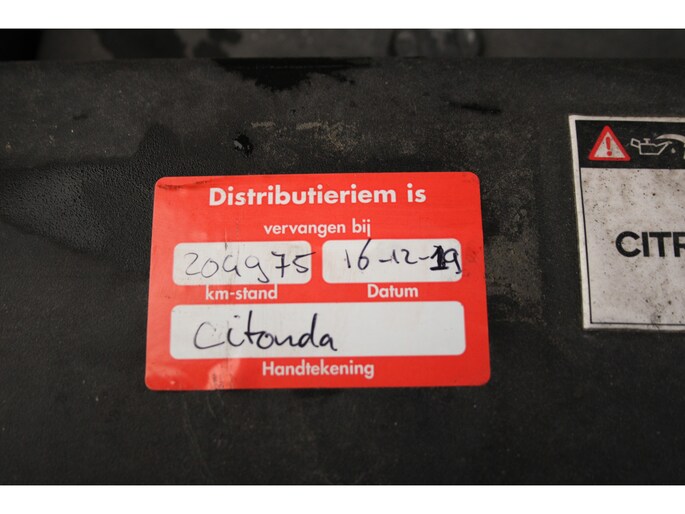 Distributieriem is
vervangen bij
204975 16-12-19
km-stand Datum
Citonda
Handtekening
CITR